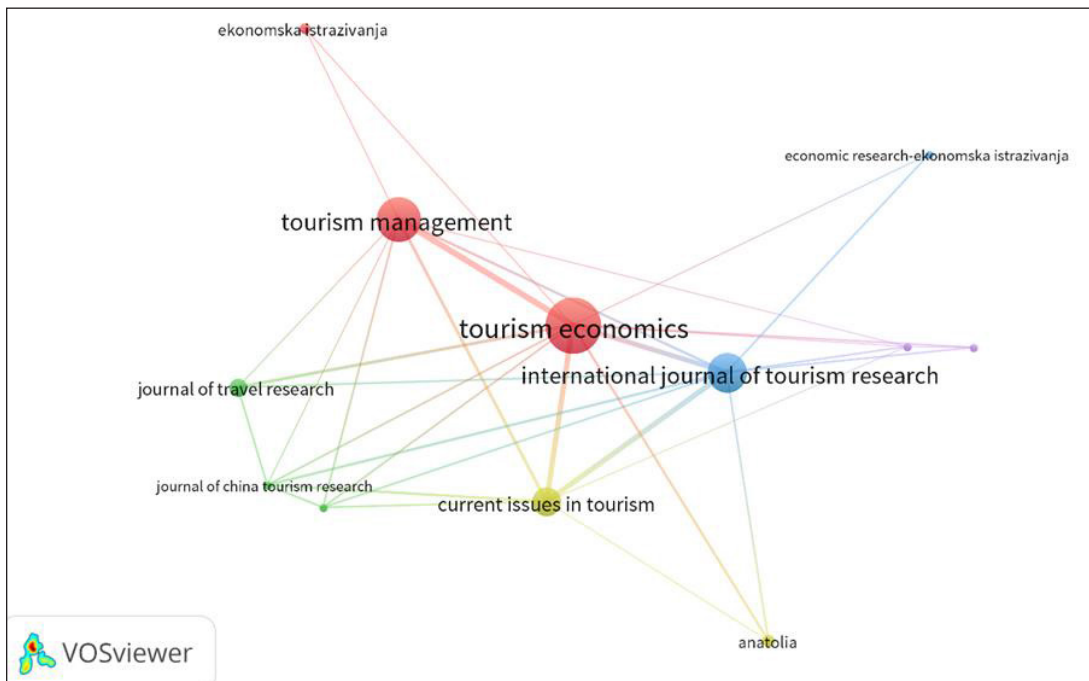 ekonomska istrazivanja
economic research-ekonomska istrazivanja
tourism management
tourism economics
international journal of tourism research
journal of travel research
journal of china tourism research
current issues in tourism
anatolia
VOSviewer